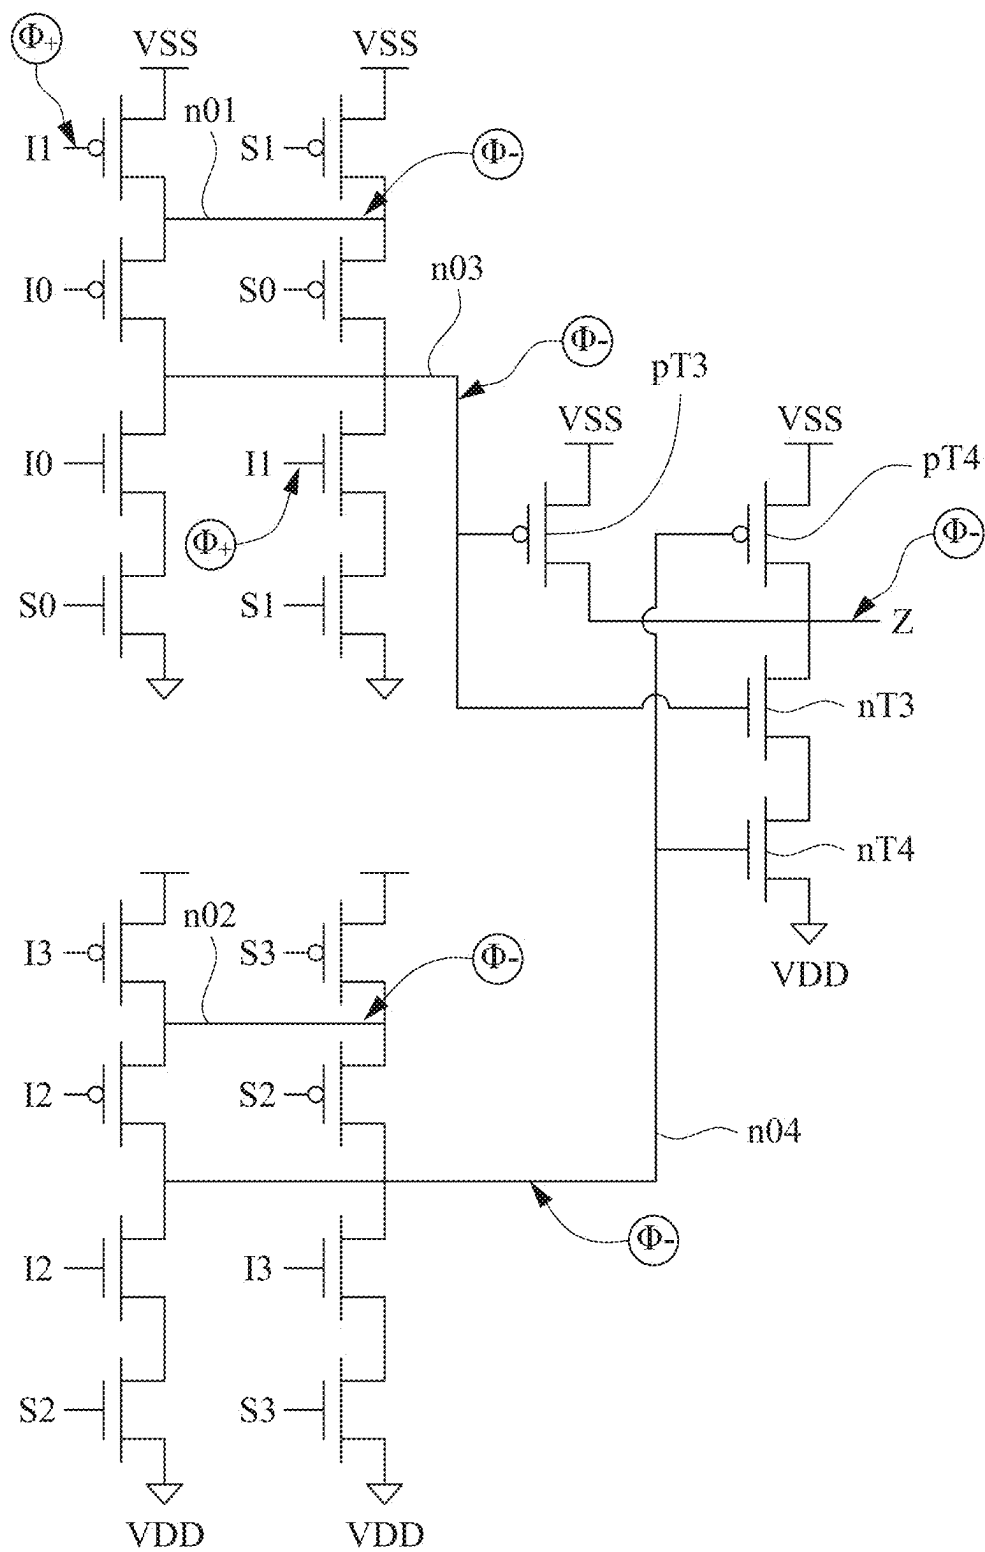 Φ+
VSS VSS
n01
I1 S1 Φ-
I0 S0 n03
Φ-
pT3
VSS VSS
I0 I1 pT4
Φ+ Φ-
S0 S1 Z
nT3
nT4
n02
I3 S3 Φ-
VDD
I2 S2
n04
Φ-
I2 I3
S2 S3
VDD VDD